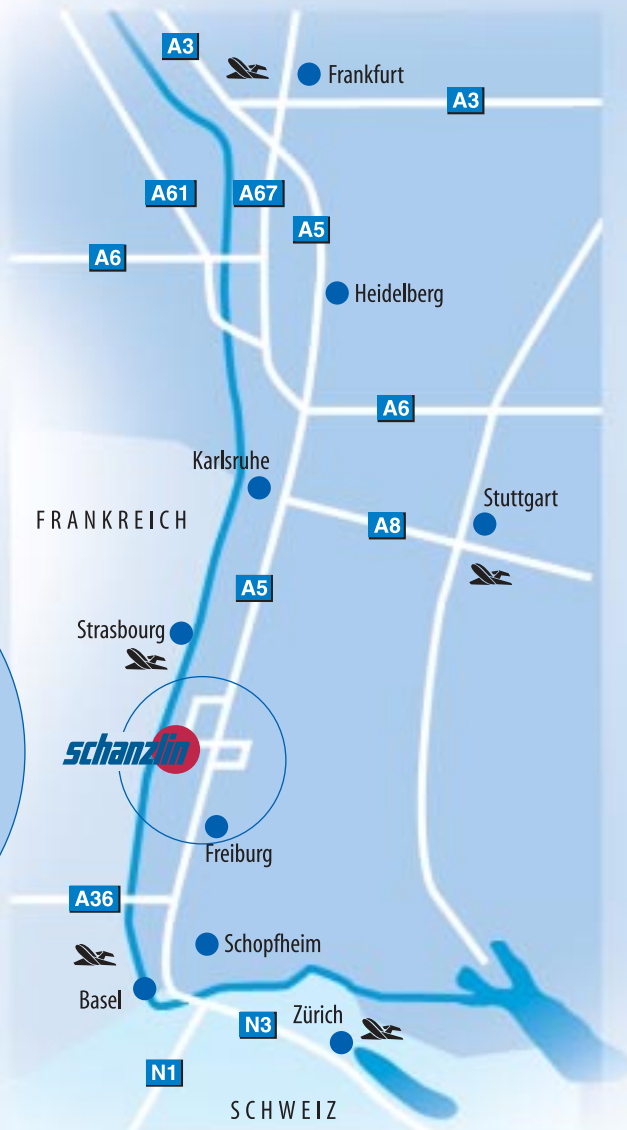 A3
Frankfurt
A3
A61
A67
A5
A6
Heidelberg
A6
Karlsruhe
Stuttgart
FRANKREICH
A8
A5
Strasbourg
schanzlin
Freiburg
A36
Schopfheim
Basel
Zürich
N3
N1
SCHWEIZ